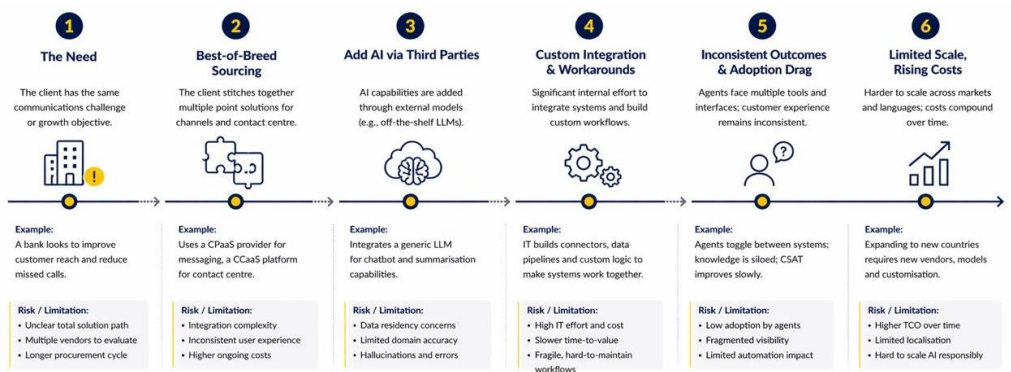 1
The Need
The client has the same
communications challenge
or growth objective.
!
Example:
A bank looks to improve
customer reach and reduce
missed calls.
Risk / Limitation:
• Unclear total solution path
• Multiple vendors to evaluate
• Longer procurement cycle
2
Best-of-Breed
Sourcing
The client stitches together
multiple point solutions for
channels and contact centre.
Example:
Uses a CPaaS provider for
messaging, a CCaaS platform
for contact centre.
Risk / Limitation:
• Integration complexity
• Inconsistent user experience
• Higher ongoing costs
3
Add AI via Third Parties
AI capabilities are added
through external models
(e.g., off-the-shelf LLMs).
Example:
Integrates a generic LLM
for chatbot and summarisation
capabilities.
Risk / Limitation:
• Data residency concerns
• Limited domain accuracy
• Hallucinations and errors
4
Custom Integration
& Workarounds
Significant internal effort to
integrate systems and build
custom workflows.
Example:
IT builds connectors, data
pipelines and custom logic to
make systems work together.
Risk / Limitation:
• High IT effort and cost
• Slower time-to-value
• Fragile, hard-to-maintain
workflows
5
Inconsistent Outcomes
& Adoption Drag
Agents face multiple tools and
interfaces; customer experience
remains inconsistent.
?
Example:
Agents toggle between systems;
knowledge is siloed; CSAT
improves slowly.
Risk / Limitation:
• Low adoption by agents
• Fragmented visibility
• Limited automation impact
6
Limited Scale,
Rising Costs
Harder to scale across markets
and languages; costs compound
over time.
Example:
Expanding to new countries
requires new vendors, models
and customisation.
Risk / Limitation:
• Higher TCO over time
• Limited localisation
• Hard to scale AI responsibly